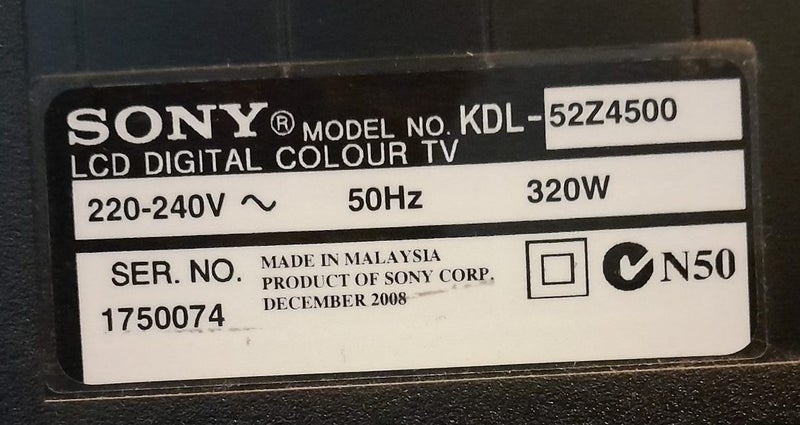 SONY® MODEL NO. KDL-52Z4500
LCD DIGITAL COLOUR TV
220-240V ~ 50Hz 320W
SER. NO.
1750074
MADE IN MALAYSIA
PRODUCT OF SONY CORP.
DECEMBER 2008
N50